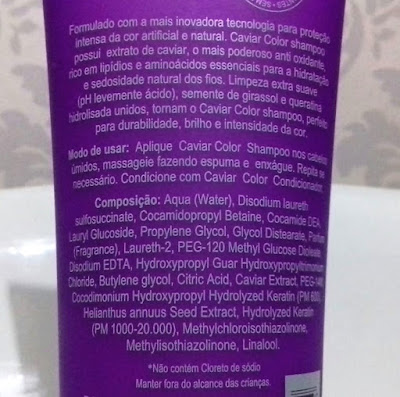 Formulado com a mais inovadora tecnologia para proteção
intensa da cor artificial e natural. Caviar Color shampoo
possui extrato de caviar, o mais poderoso anti oxidante,
rico em lipídios e aminoácidos essenciais para a hidratação
e sedosidade natural dos fios. Limpeza extra suave
(pH levemente ácido), semente de girassol e queratina
hidrolisada unidos, tornam o Caviar Color shampoo, perfeito
para durabilidade, brilho e intensidade da cor.
Modo de usar: Aplique Caviar Color Shampoo nos cabelos
úmidos, massageie fazendo espuma e enxágue. Repita se
necessário. Condicione com Caviar Color Condicionador.
Composição: Aqua (Water), Disodium laureth
sulfosuccinate, Cocamidopropyl Betaine, Cocamide DEA,
Lauryl Glucoside, Propylene Glycol, Glycol Distearate, Parfum
(Fragrance), Laureth-2, PEG-120 Methyl Glucose Dioleate,
Disodium EDTA, Hydroxypropyl Guar Hydroxypropyltrimonium
Chloride, Butylene glycol, Citric Acid, Caviar Extract,
Cocodimonium Hydroxypropyl Hydrolyzed Keratin (PM 600),
Helianthus annuus Seed Extract, Hydrolyzed Keratin
(PM 1000-20.000), Methylchloroisothiazolinone,
Methylisothiazolinone, Linalool.
*Não contém Cloreto de sódio
Manter fora do alcance das crianças.